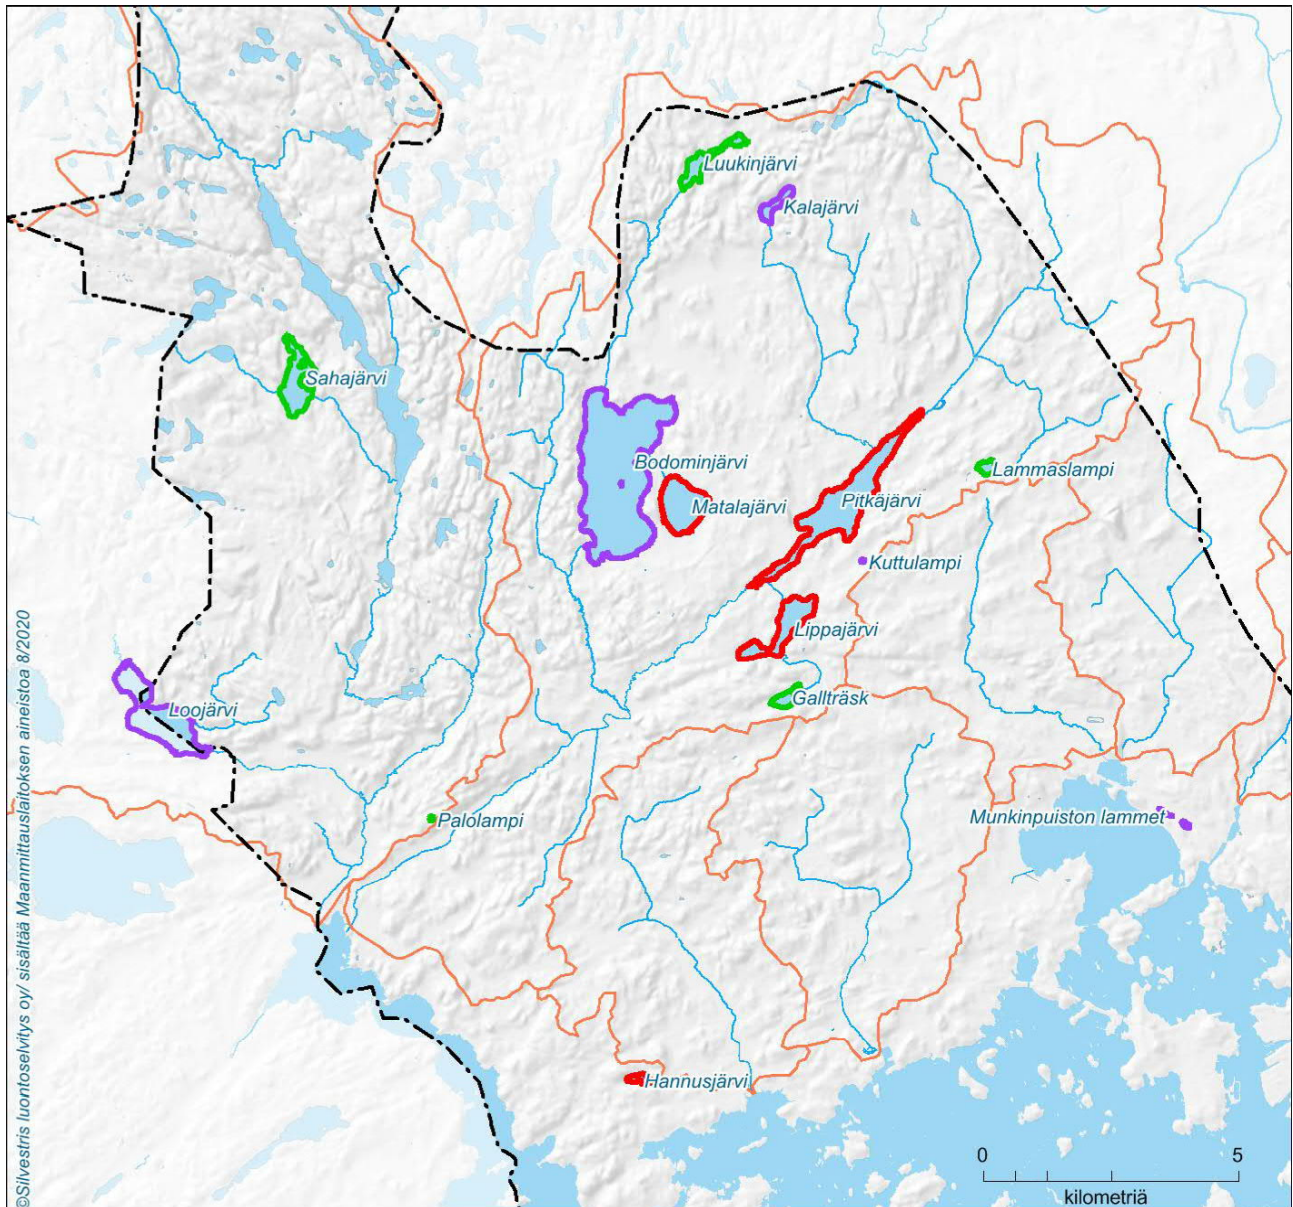 Luukinjärvi
Kalajärvi
Sahajärvi
Bodominjärvi
Lammaslampi
Matalajärvi
Pitkäjärvi
Kuttulampi
Lippajärvi
Gallträsk
Loojärvi
Palolampi
Munkinpuiston lammet
Hannusjärvi
0 5
kilometriä
©Silvestris luontoselvitys oy/ sisältää Maanmittauslaitoksen aineistoa 8/2020